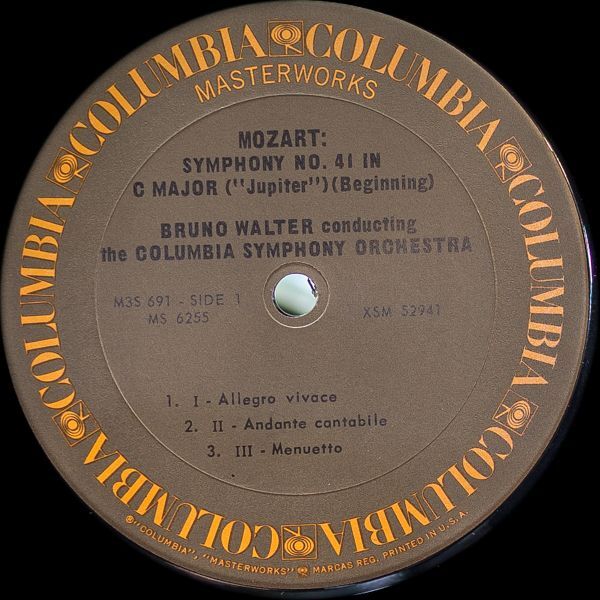 COLUMBIA COLUMBIA COLUMBIA COLUMBIA COLUMBIA COLUMBIA COLUMBIA COLUMBIA COLUMBIA COLUMBIA
MASTERWORKS
MOZART:
SYMPHONY NO. 41 IN
C MAJOR ("Jupiter") (Beginning)
BRUNO WALTER conducting
the COLUMBIA SYMPHONY ORCHESTRA
M3S 691 - SIDE 1
MS 6255
XSM 52941
1. I - Allegro vivace
2. II - Andante cantabile
3. III - Menuetto
®"COLUMBIA", "MASTERWORKS" MARCAS REG. PRINTED IN U.S.A.